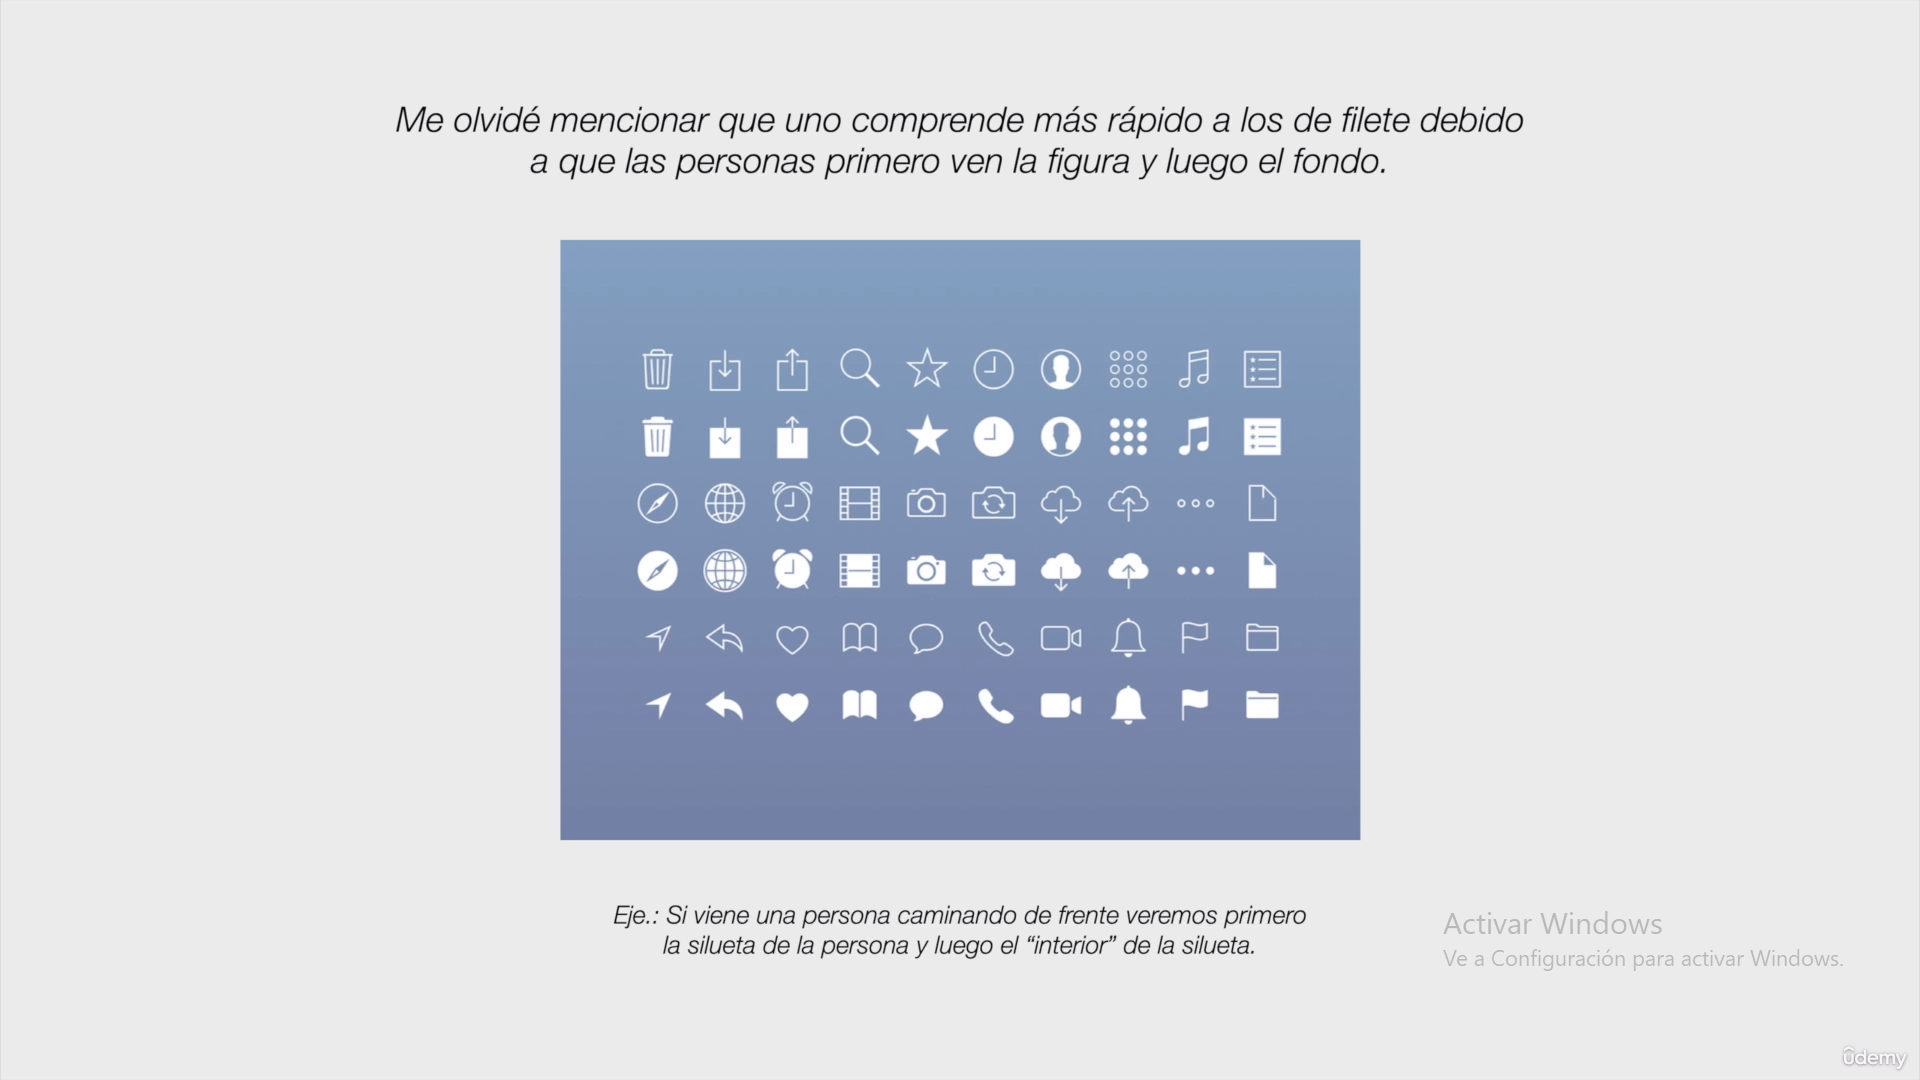 Me olvidé mencionar que uno comprende más rápido a los de filete debido
a que las personas primero ven la figura y luego el fondo.
Eje.: Si viene una persona caminando de frente veremos primero
la silueta de la persona y luego el “interior” de la silueta.
Activar Windows
Ve a Configuración para activar Windows.
ûdemy